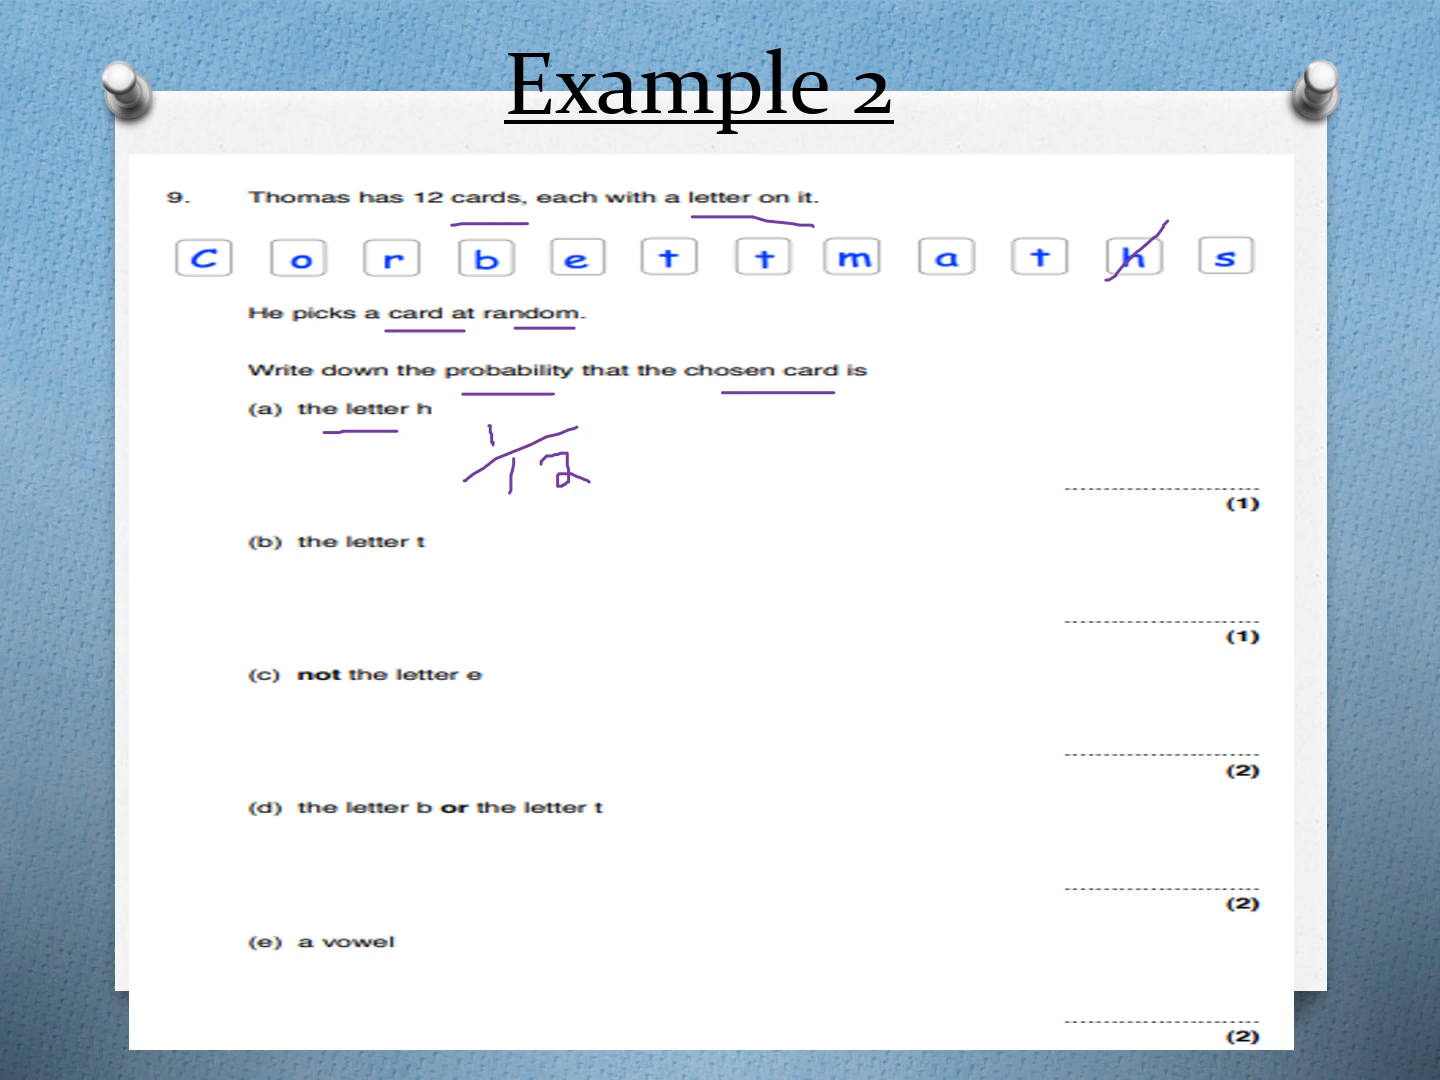 Example 2
9. Thomas has 12 cards, each with a letter on it.
C o r b e t t m a t h s
He picks a card at random.
Write down the probability that the chosen card is
(a) the letter h
1/12
(1)
(b) the letter t
(1)
(c) not the letter e
(2)
(d) the letter b or the letter t
(2)
(e) a vowel
(2)